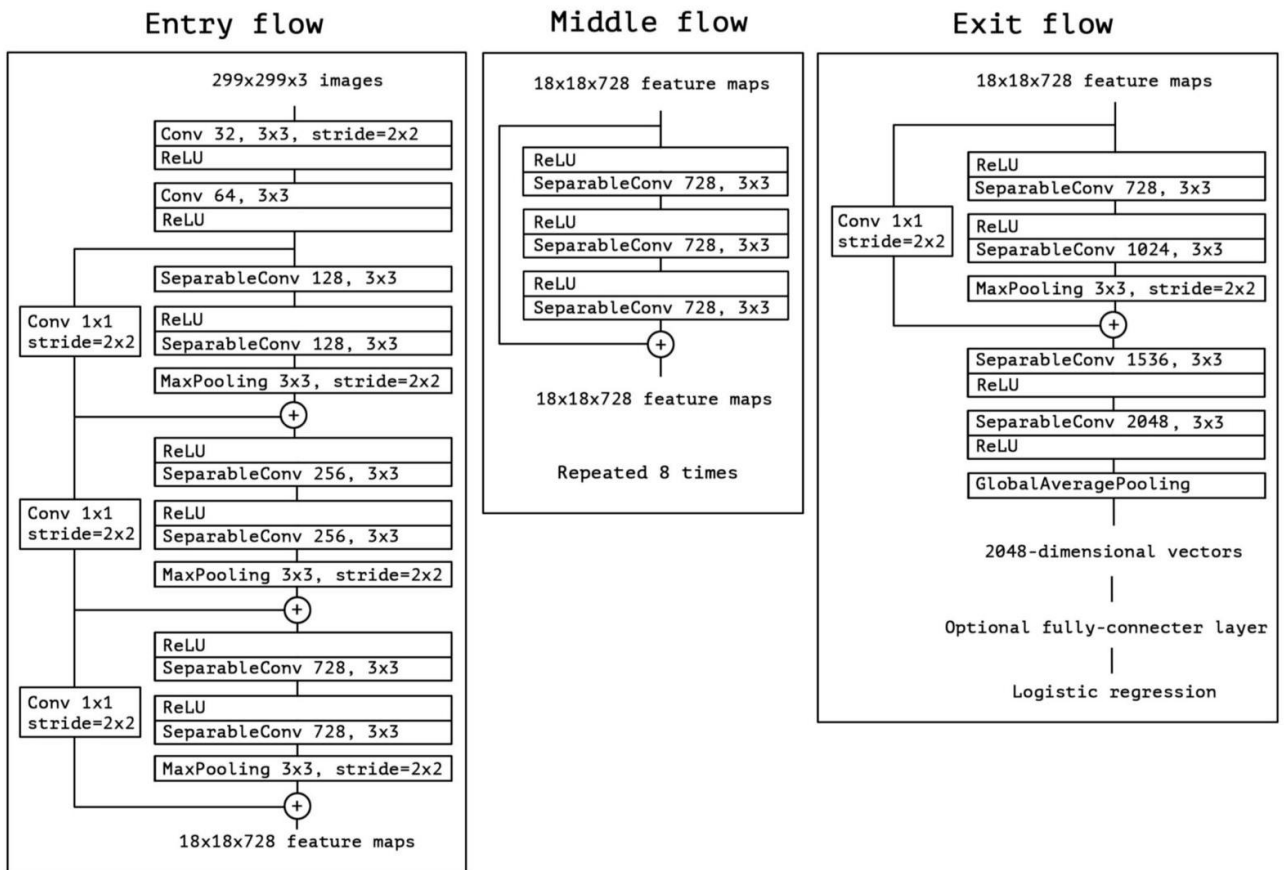 Entry flow
299x299x3 images
Conv 32, 3x3, stride=2x2
ReLU
Conv 64, 3x3
ReLU
SeparableConv 128, 3x3
Conv 1x1
stride=2x2
ReLU
SeparableConv 128, 3x3
MaxPooling 3x3, stride=2x2
+
ReLU
SeparableConv 256, 3x3
Conv 1x1
stride=2x2
ReLU
SeparableConv 256, 3x3
MaxPooling 3x3, stride=2x2
+
ReLU
SeparableConv 728, 3x3
Conv 1x1
stride=2x2
ReLU
SeparableConv 728, 3x3
MaxPooling 3x3, stride=2x2
+
18x18x728 feature maps
Middle flow
18x18x728 feature maps
ReLU
SeparableConv 728, 3x3
ReLU
SeparableConv 728, 3x3
ReLU
SeparableConv 728, 3x3
+
18x18x728 feature maps
Repeated 8 times
Exit flow
18x18x728 feature maps
ReLU
SeparableConv 728, 3x3
Conv 1x1
stride=2x2
ReLU
SeparableConv 1024, 3x3
MaxPooling 3x3, stride=2x2
+
SeparableConv 1536, 3x3
ReLU
SeparableConv 2048, 3x3
ReLU
GlobalAveragePooling
2048-dimensional vectors
Optional fully-connecter layer
Logistic regression